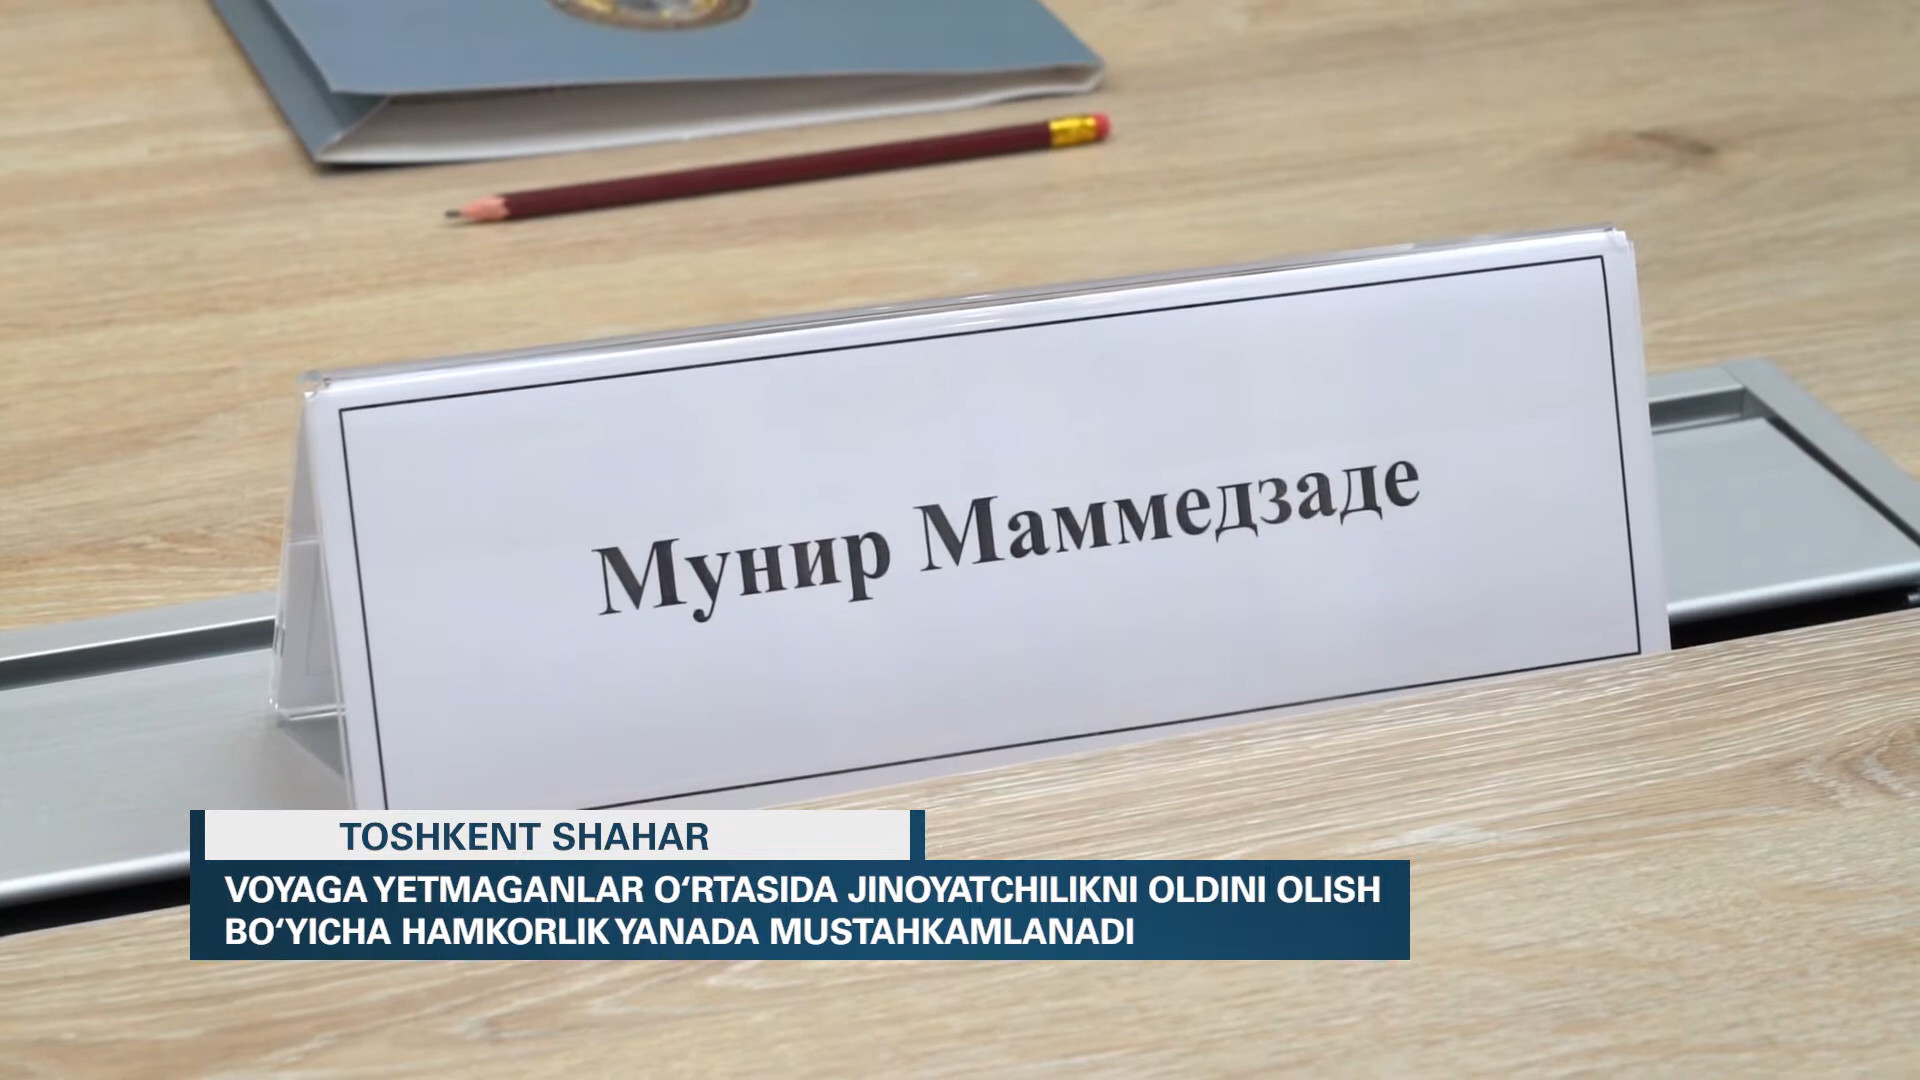 Мунир Маммедзаде
TOSHKENT SHAHAR
VOYAGA YETMAGANLAR O‘RTASIDA JINOYATCHILIKNI OLDINI OLISH
BO‘YICHA HAMKORLIK YANADA MUSTAHKAMLANADI